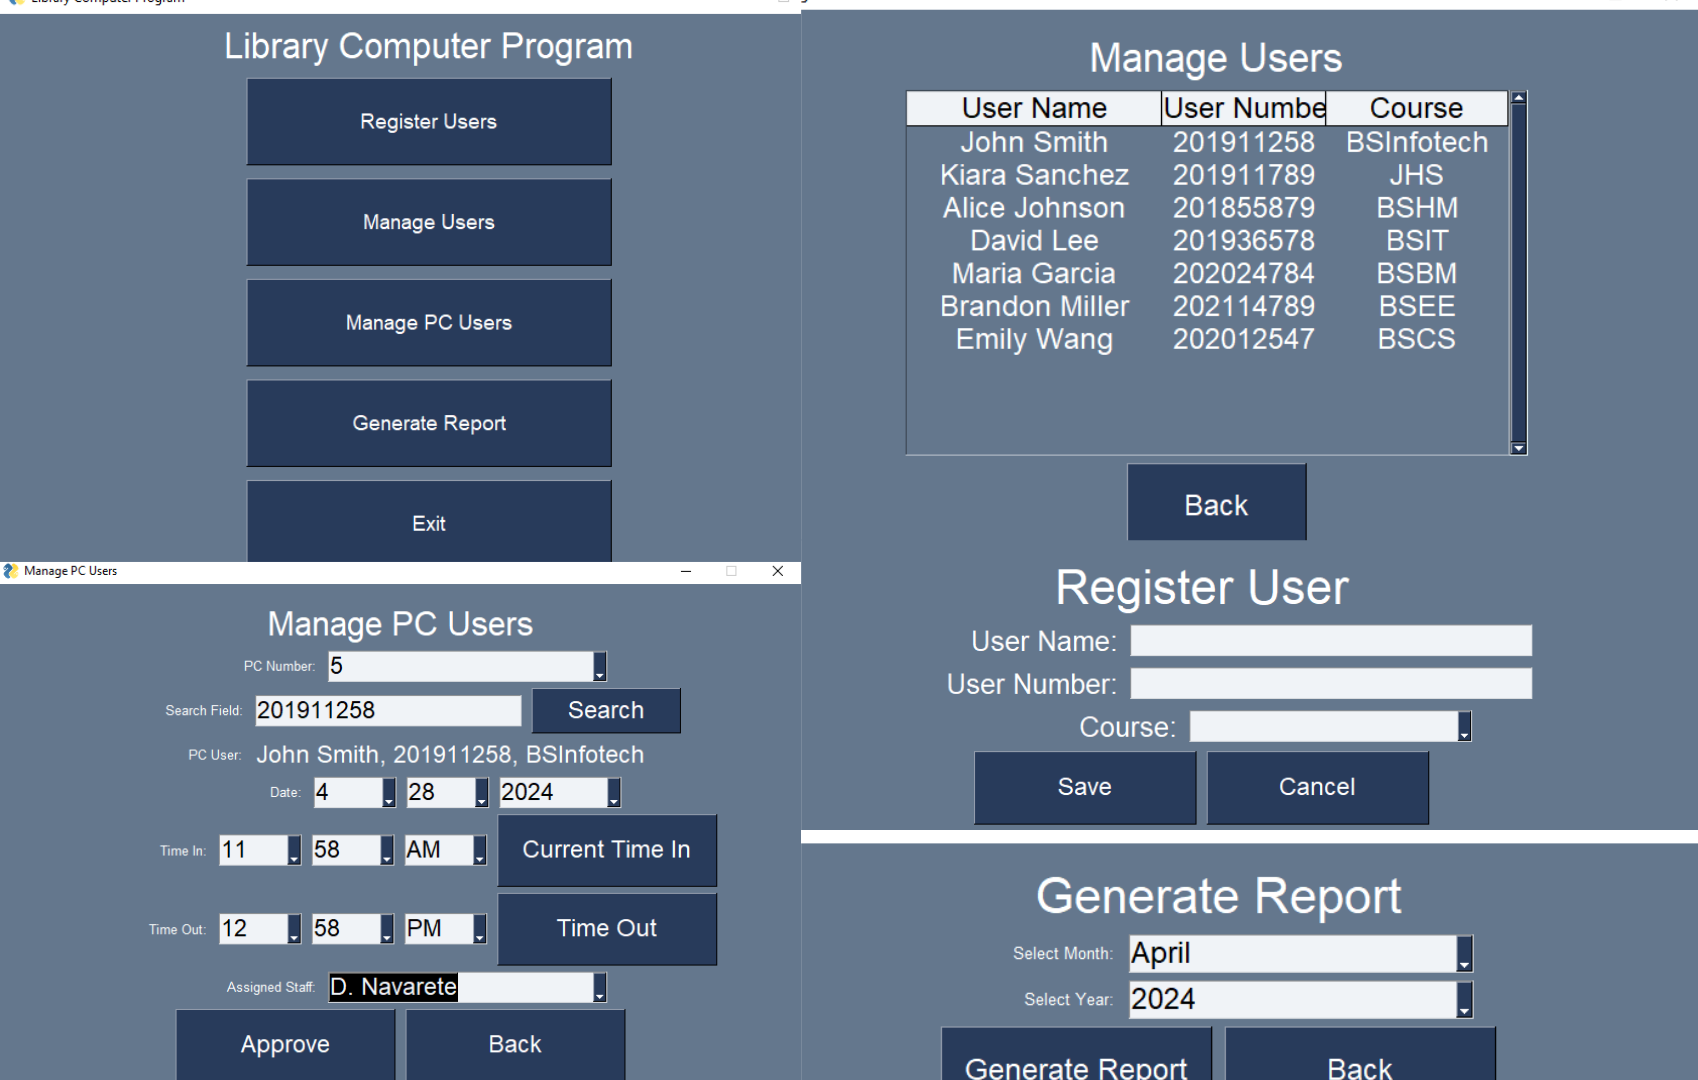 Library Computer Program
Library Computer Program
Register Users
Manage Users
Manage PC Users
Generate Report
Exit
Manage PC Users
Manage PC Users
PC Number: 5
Search Field: 201911258 Search
PC User: John Smith, 201911258, BSInfotech
Date: 4 28 2024
Time In: 11 58 AM Current Time In
Time Out: 12 58 PM Time Out
Assigned Staff: D. Navarete
Approve Back
Manage Users
User Name User Numbe Course
John Smith 201911258 BSInfotech
Kiara Sanchez 201911789 JHS
Alice Johnson 201855879 BSHM
David Lee 201936578 BSIT
Maria Garcia 202024784 BSBM
Brandon Miller 202114789 BSEE
Emily Wang 202012547 BSCS
Back
Register User
User Name:
User Number:
Course:
Save Cancel
Generate Report
Select Month: April
Select Year: 2024
Generate Report Back